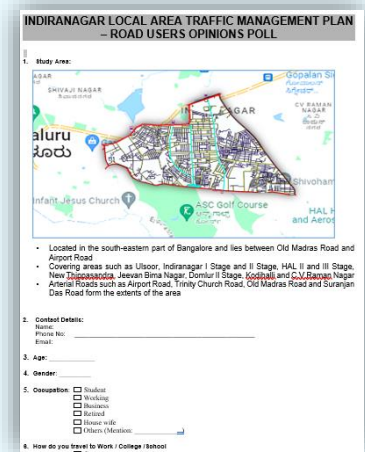 INDIRANAGAR LOCAL AREA TRAFFIC MANAGEMENT PLAN
– ROAD USERS OPINIONS POLL
1. Study Area:
AGAR
SHIVAJI NAGAR
Gopalan Si
IN
NAGAR
CV RAMAN
NAGAR
aluru
Infant Jesus Church
Shivoham
ASC Golf Course
HAL
and Aeros
• Located in the south-eastern part of Bangalore and lies between Old Madras Road and
Airport Road
• Covering areas such as Ulsoor, Indiranagar I Stage and II Stage, HAL II and III Stage,
New Thippasandra, Jeevan Bima Nagar, Domlur II Stage, Kodihalli and C.V.Raman Nagar
• Arterial Roads such as Airport Road, Trinity Church Road, Old Madras Road and Suranjan
Das Road form the extents of the area
2. Contact Details:
Name:
Phone No:
Email:
3. Age:
4. Gender:
5. Occupation: Student
Working
Business
Retired
House wife
Others (Mention: )
6. How do you travel to Work / College /School